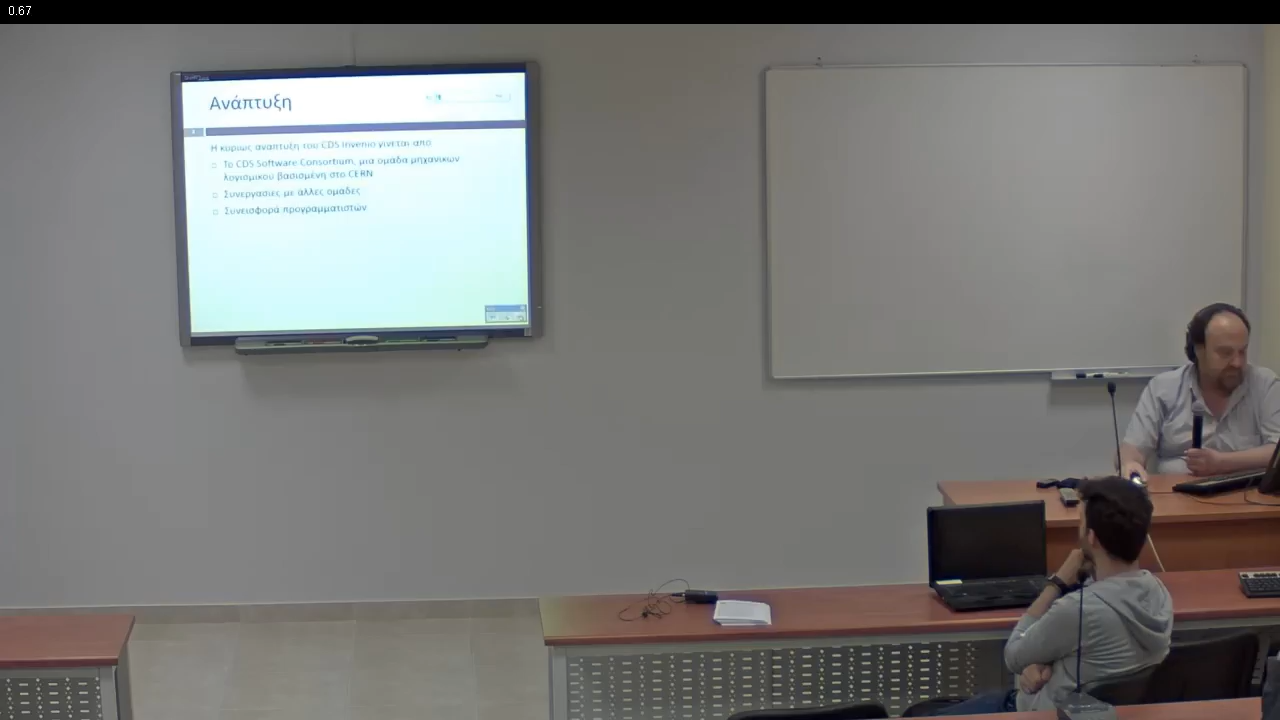 0.67
Ανάπτυξη
Η κυρίως ανάπτυξη του CDS Invenio γίνεται από
Το CDS Software Consortium, μια ομάδα μηχανικών
λογισμικού βασισμένη στο CERN
Συνεργασίες με άλλες ομάδες
Συνεισφορά προγραμματιστών